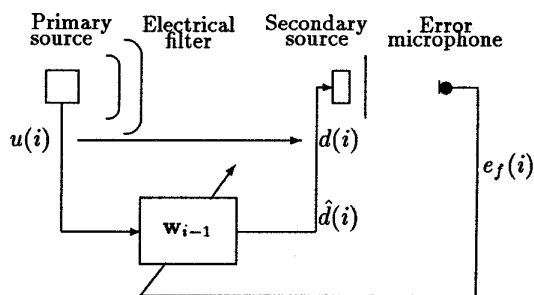 Primary source
Electrical filter
Secondary source
Error microphone
u(i)
d(i)
e_f(i)
w_{i-1}
d̂(i)